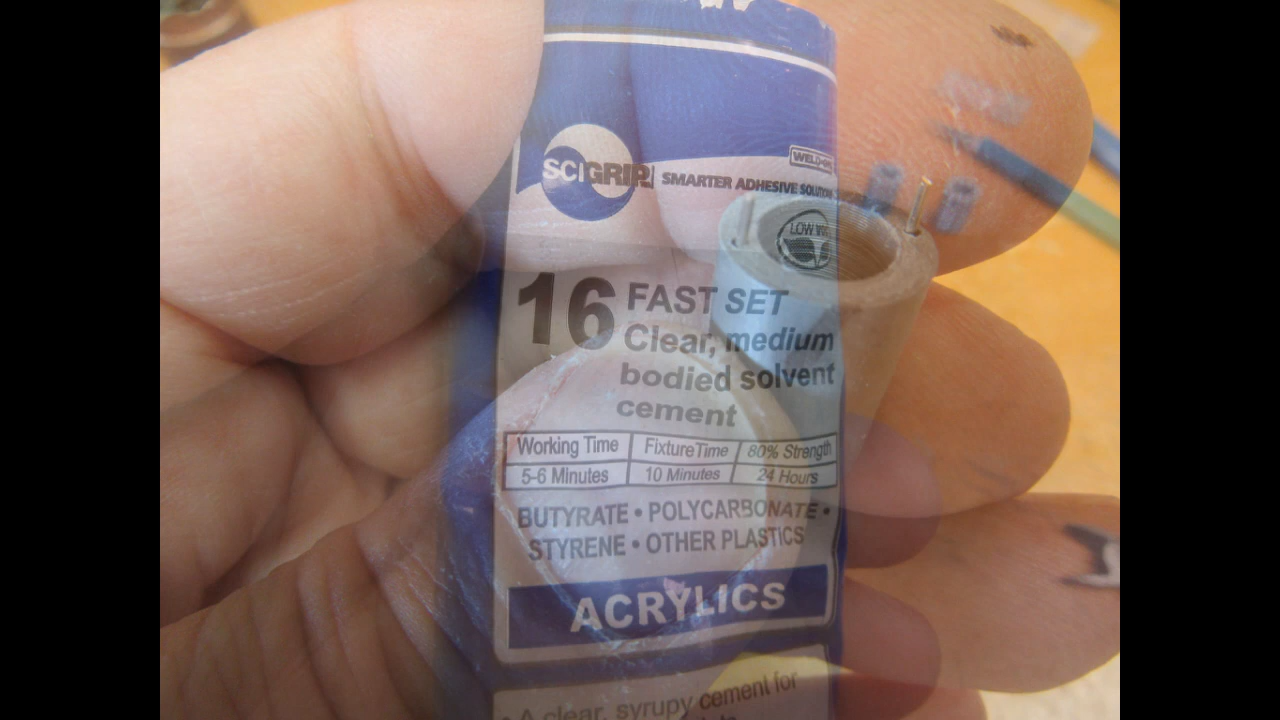 WELD-ON
SCIGRIP
SMARTER ADHESIVE SOLUTIONS
LOW VOC
16 FAST SET
Clear, medium
bodied solvent
cement
Working Time FixtureTime 80% Strength
5-6 Minutes 10 Minutes 24 Hours
BUTYRATE • POLYCARBONATE •
STYRENE • OTHER PLASTICS
ACRYLICS
• A clear, syrupy cement for